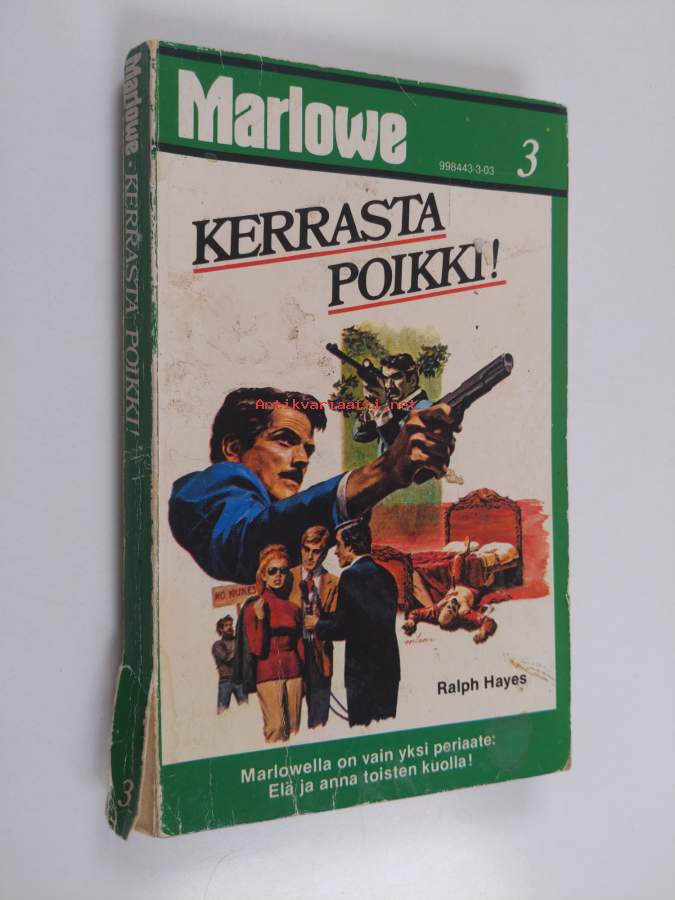 Marlowe
998443-3-03
3
KERRASTA
POIKKI!
Antikvariaatti.net
NO NUKES
Ralph Hayes
Marlowella on vain yksi periaate:
Elä ja anna toisten kuolla!
Marlowe • KERRASTA POIKKI!
3